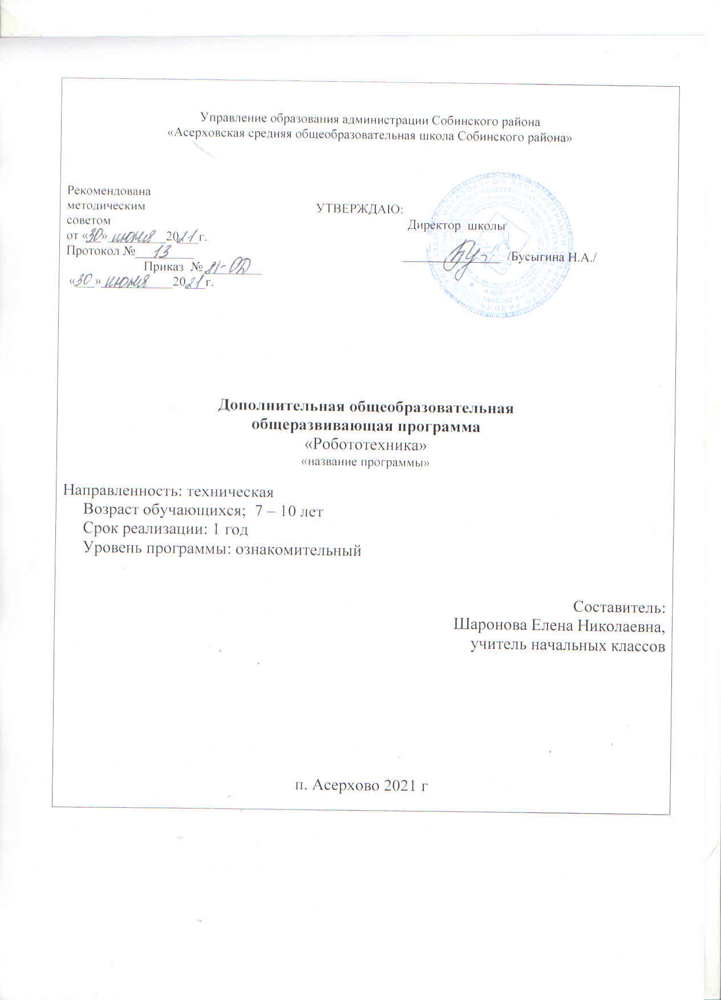 Управление образования администрации Собинского района
«Асерховская средняя общеобразовательная школа Собинского района»
Рекомендована
методическим
советом
от «30» июня 2021 г.
Протокол № 13
Приказ № 81-ОД
«30» июня 2021 г.
УТВЕРЖДАЮ:
Директор школы
/Бусыгина Н.А./
Дополнительная общеобразовательная
общеразвивающая программа
«Робототехника»
«название программы»
Направленность: техническая
Возраст обучающихся; 7 – 10 лет
Срок реализации: 1 год
Уровень программы: ознакомительный
Составитель:
Шаронова Елена Николаевна,
учитель начальных классов
п. Асерхово 2021 г